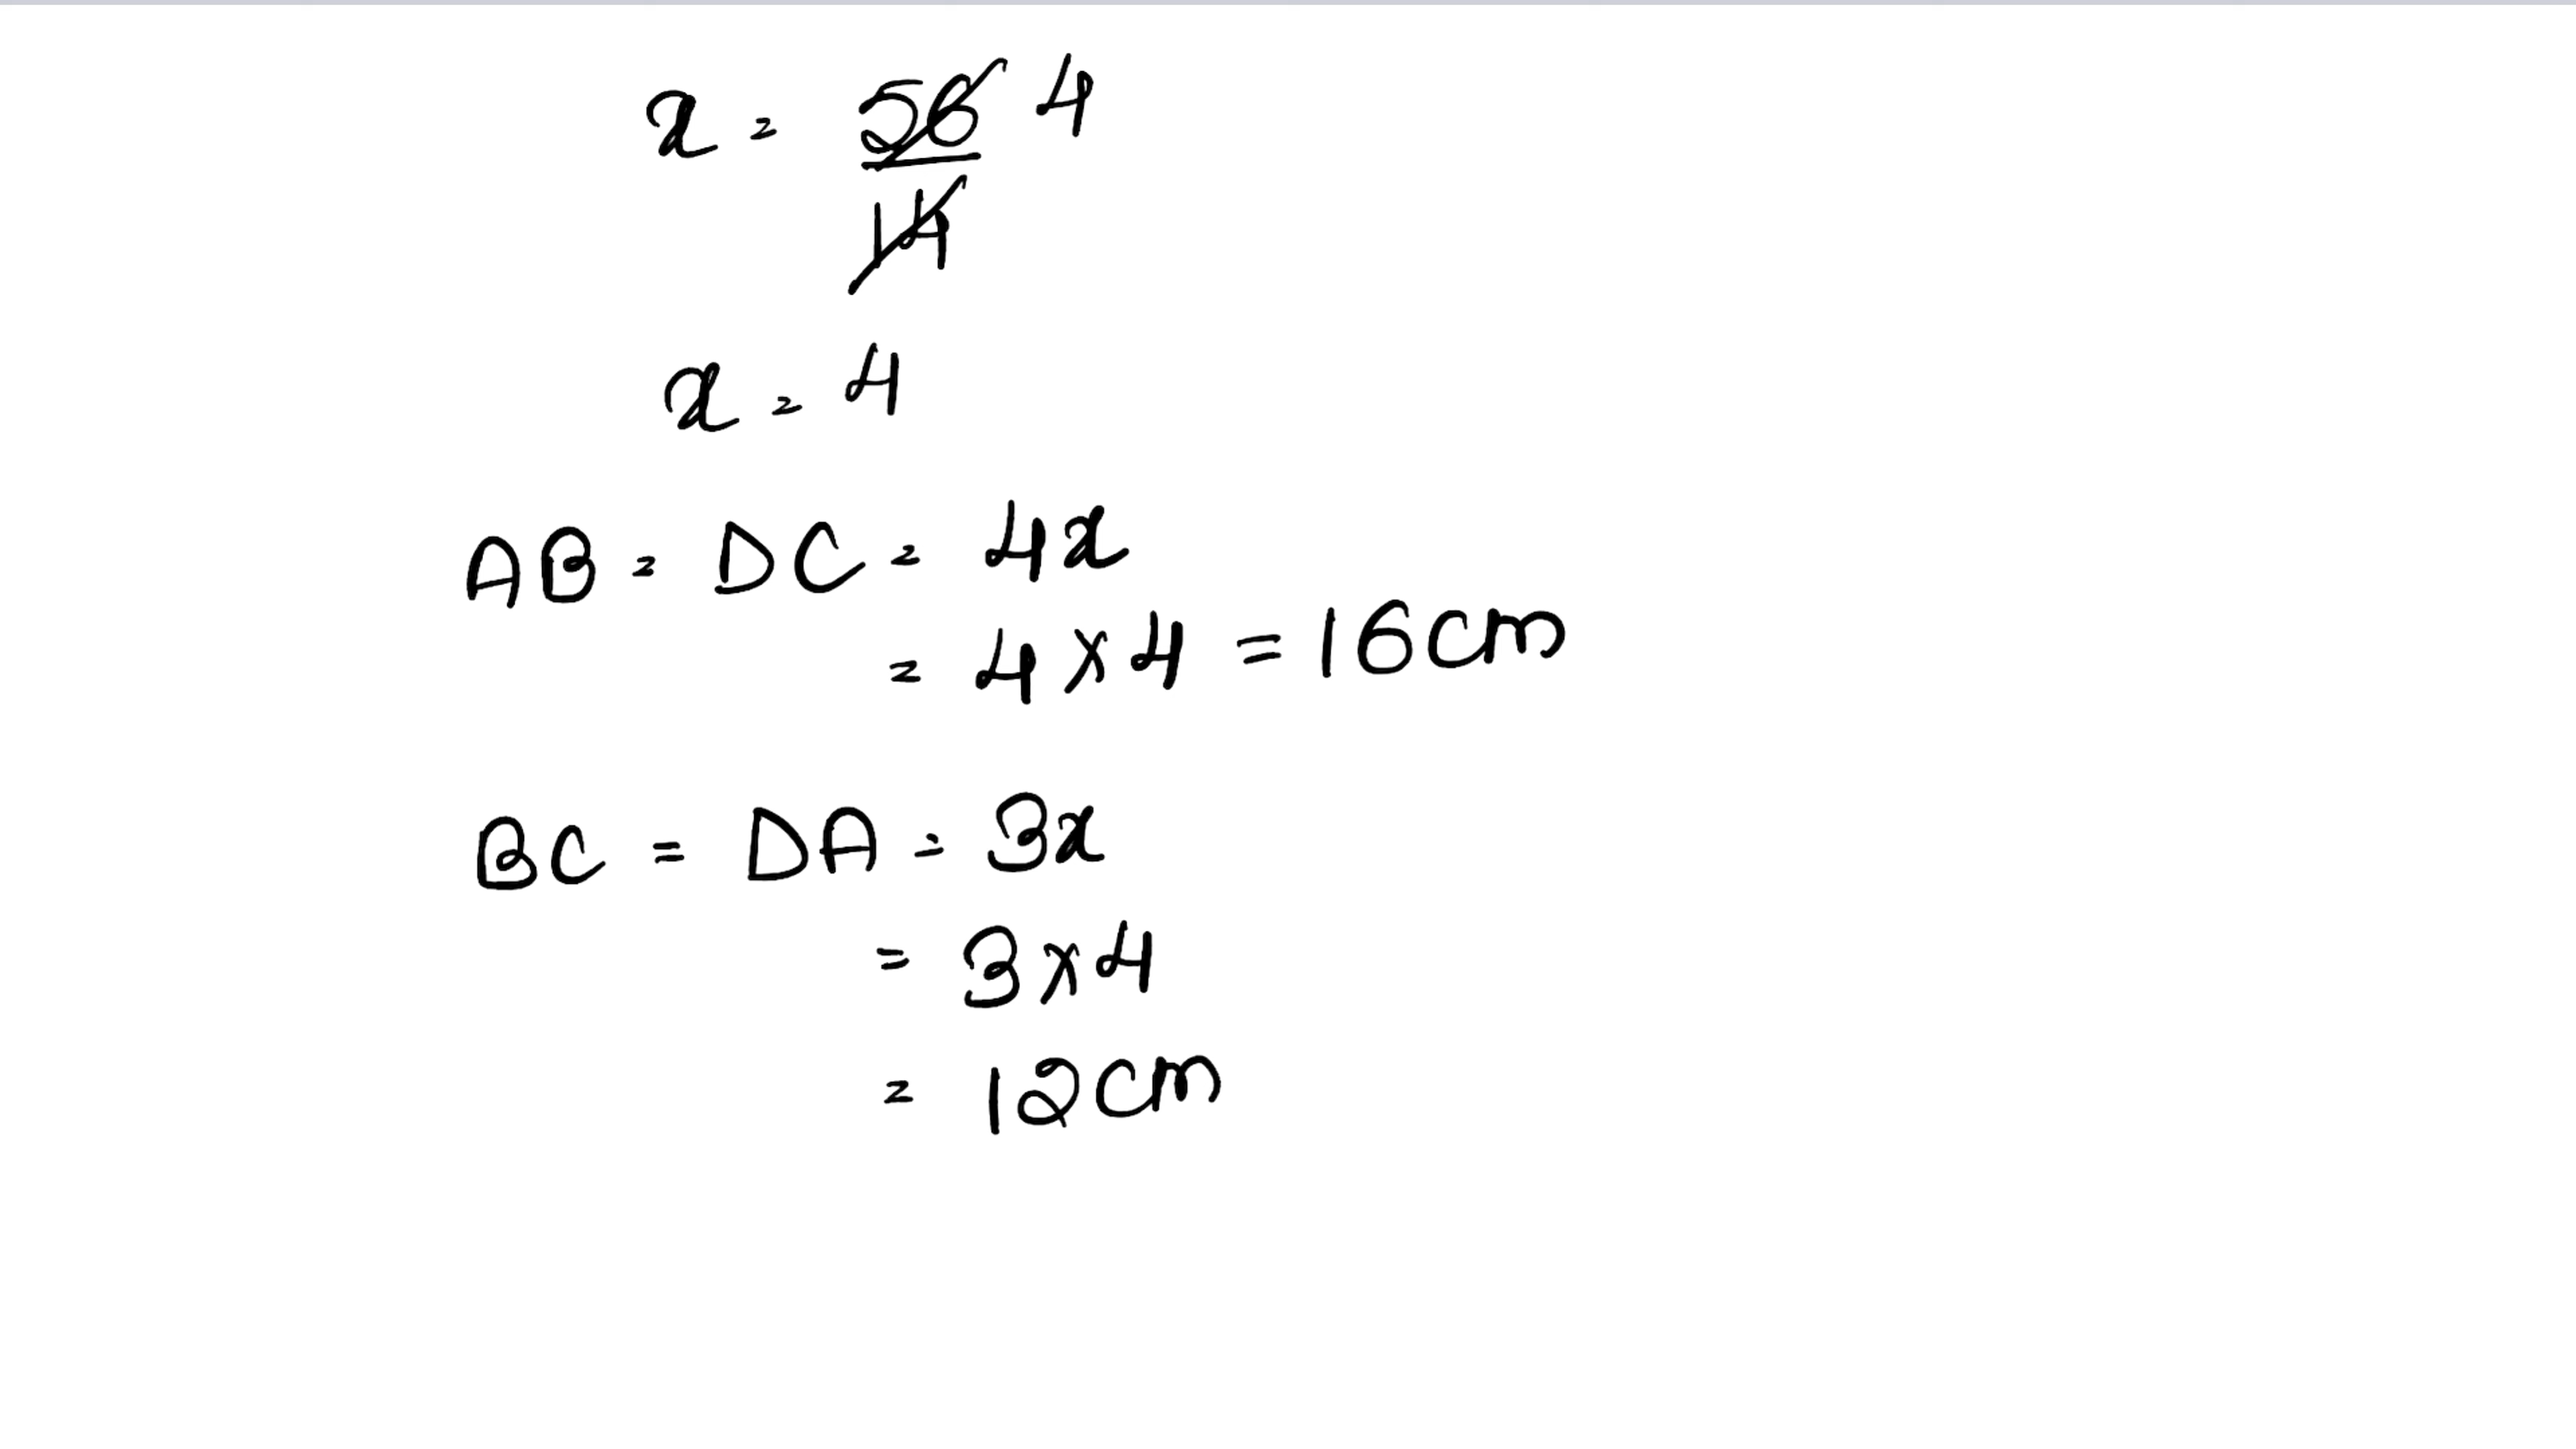 x = 56/14 4
x = 4
AB = DC = 4x
= 4 × 4 = 16cm
BC = DA = 3x
= 3 × 4
= 12cm